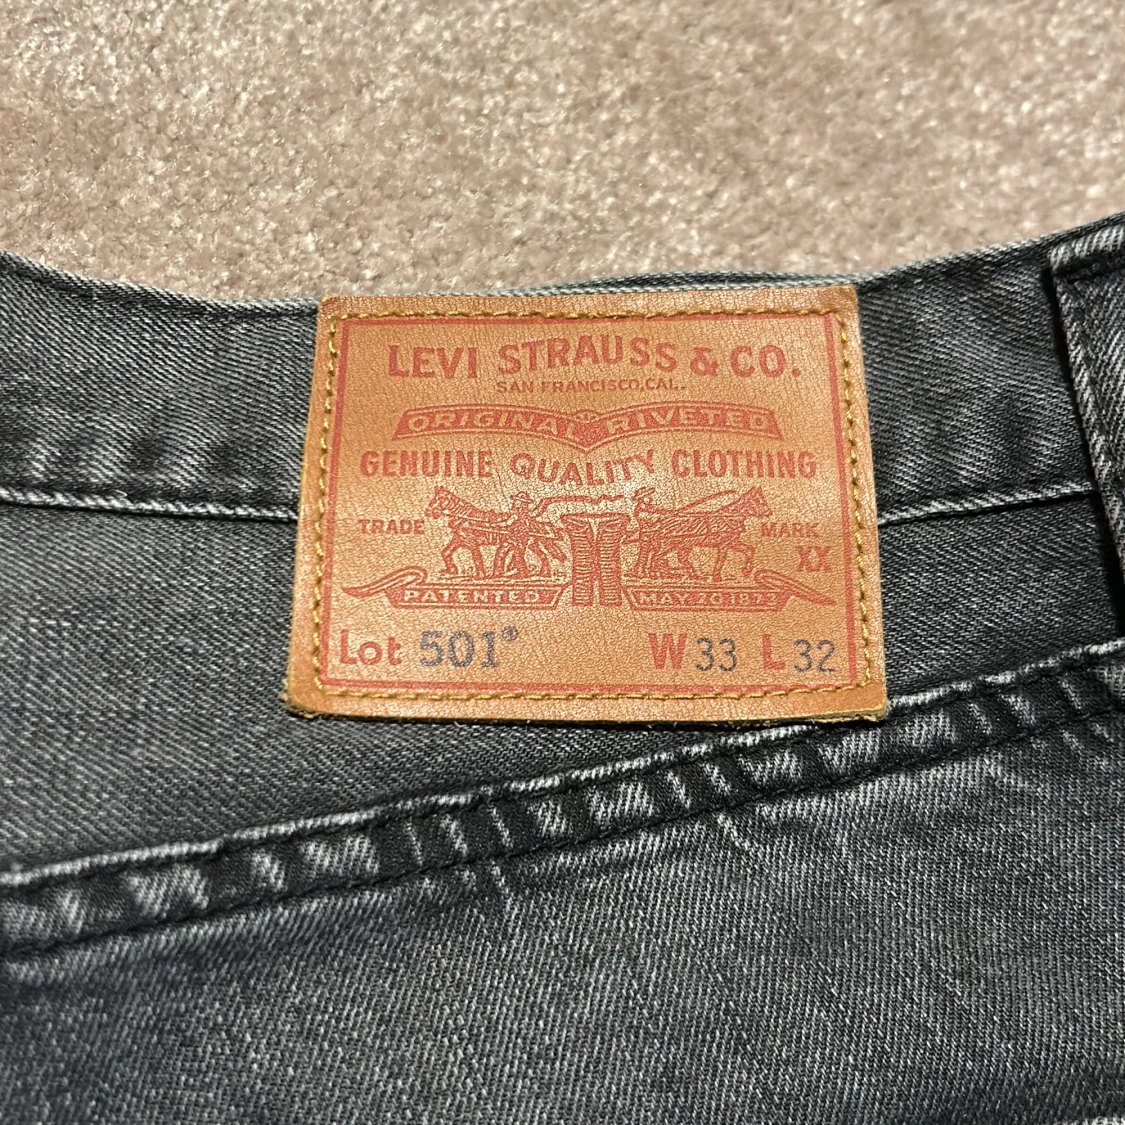 LEVI STRAUSS & CO.
SAN FRANCISCO, CAL.
ORIGINAL RIVETED
GENUINE QUALITY CLOTHING
TRADE MARK
XX
PATENTED MAY 20 1873
Lot 501® W33 L32